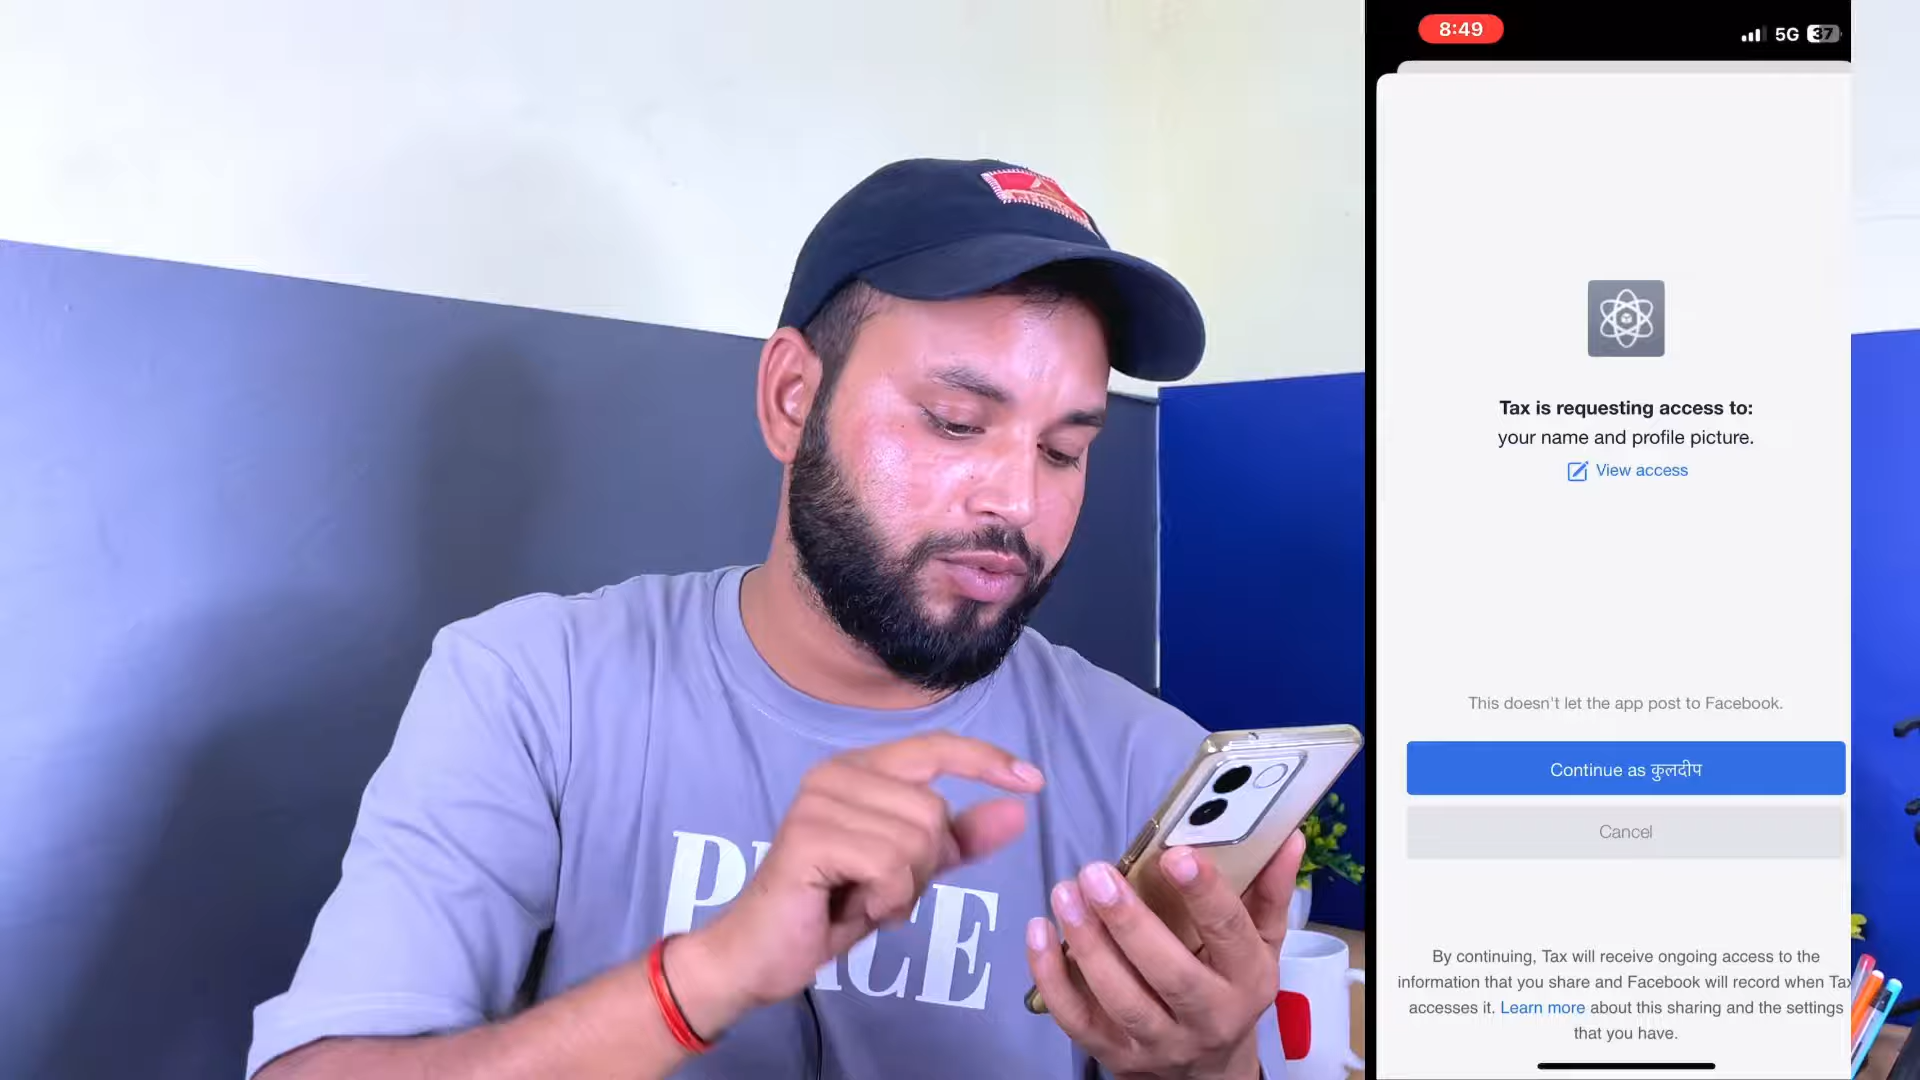 8:49
5G 37
Tax is requesting access to:
your name and profile picture.
View access
This doesn't let the app post to Facebook.
Continue as कुलदीप
Cancel
By continuing, Tax will receive ongoing access to the
information that you share and Facebook will record when Tax
accesses it. Learn more about this sharing and the settings
that you have.